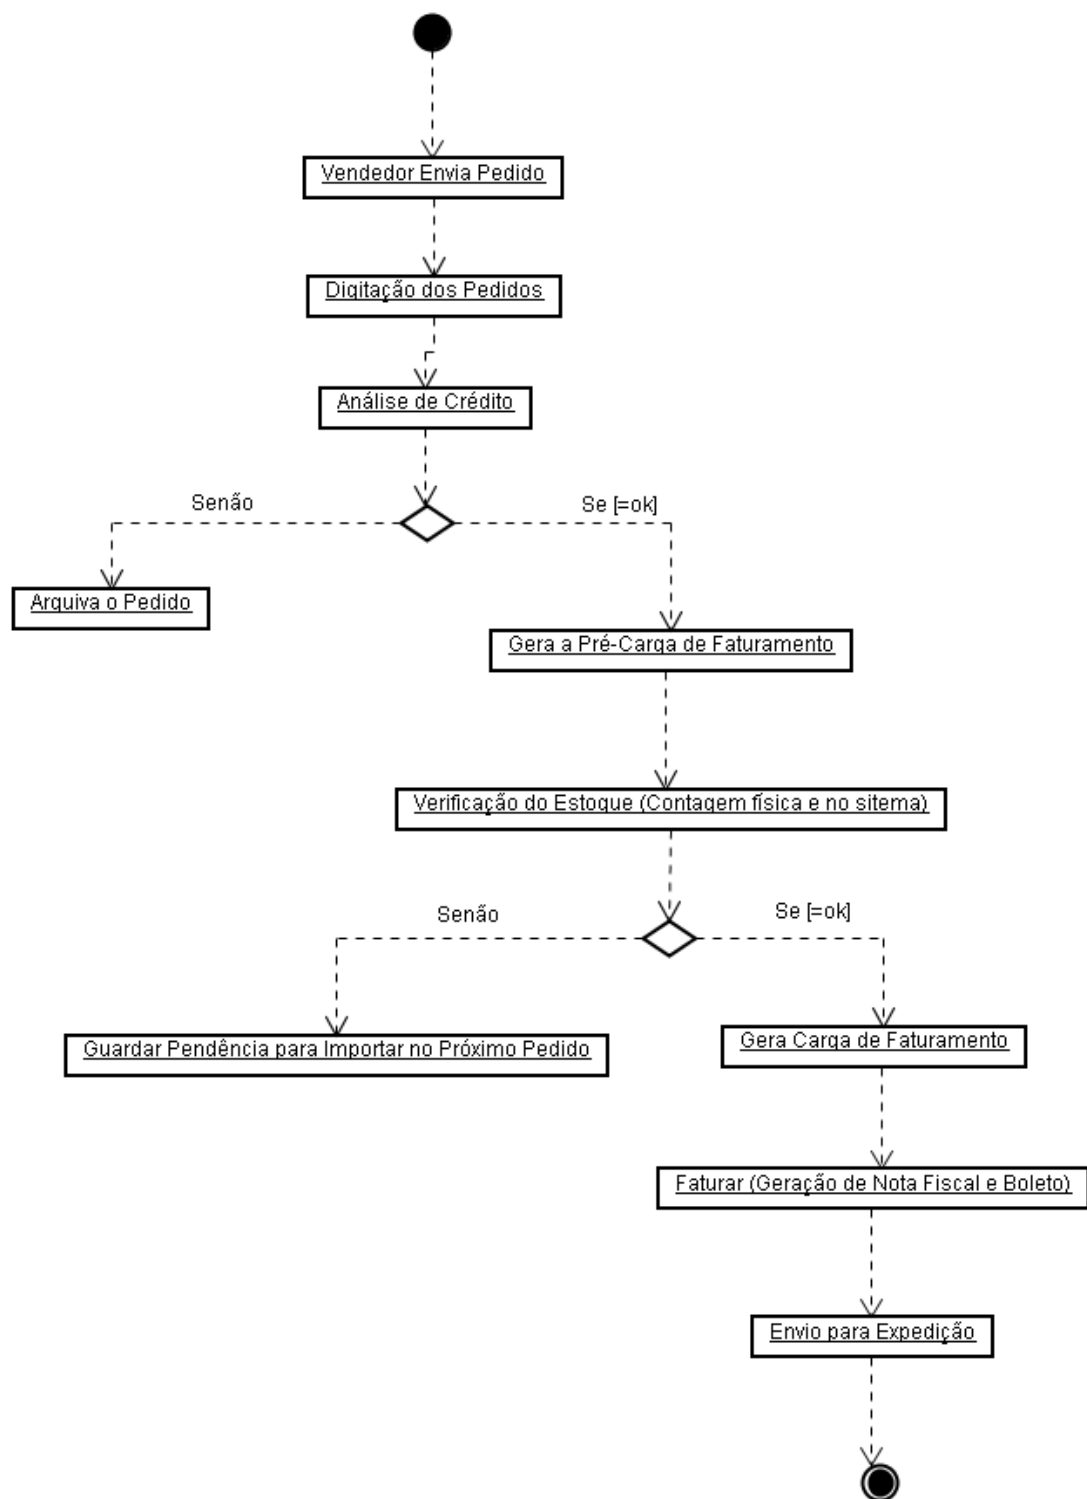 Vendedor Envia Pedido
Digitação dos Pedidos
Análise de Crédito
Senão
Se [=ok]
Arquiva o Pedido
Gera a Pré-Carga de Faturamento
Verificação do Estoque (Contagem física e no sitema)
Senão
Se [=ok]
Guardar Pendência para Importar no Próximo Pedido
Gera Carga de Faturamento
Faturar (Geração de Nota Fiscal e Boleto)
Envio para Expedição